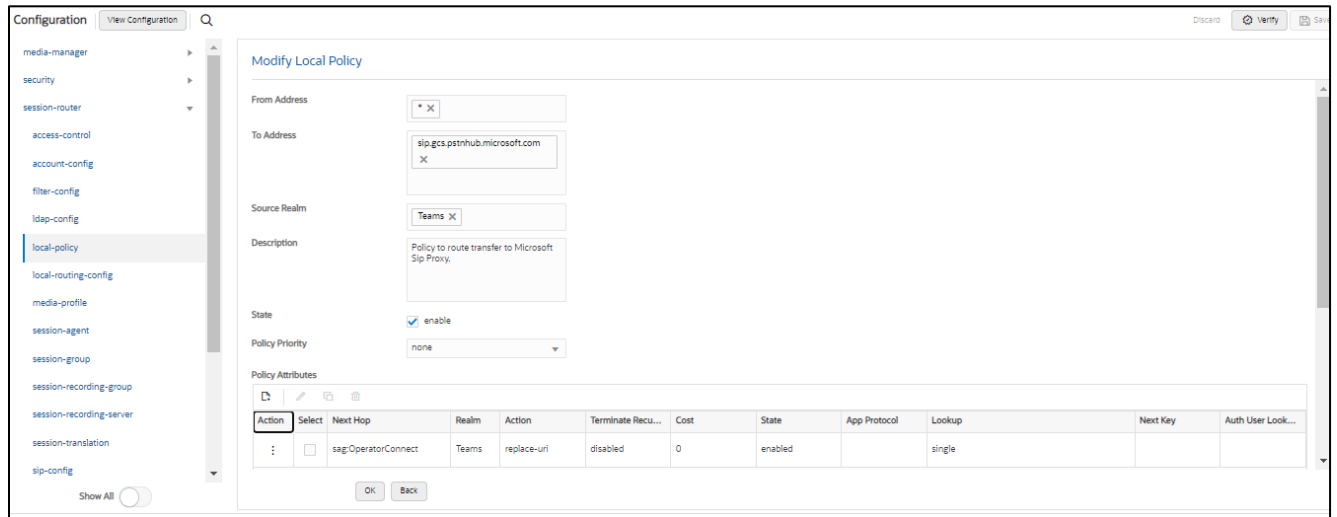 Configuration
View Configuration
Discard
Verify
Save
media-manager
security
session-router
access-control
account-config
filter-config
ldap-config
local-policy
local-routing-config
media-profile
session-agent
session-group
session-recording-group
session-recording-server
session-translation
sip-config
Show All
Modify Local Policy
From Address
*
To Address
sip.gcs.pstnhub.microsoft.com
Source Realm
Teams
Description
Policy to route transfer to Microsoft
Sip Proxy.
State
enable
Policy Priority
none
Policy Attributes
Action Select Next Hop Realm Action Terminate Recu... Cost State App Protocol Lookup Next Key Auth User Look...
sag:OperatorConnect Teams replace-uri disabled 0 enabled single
OK
Back